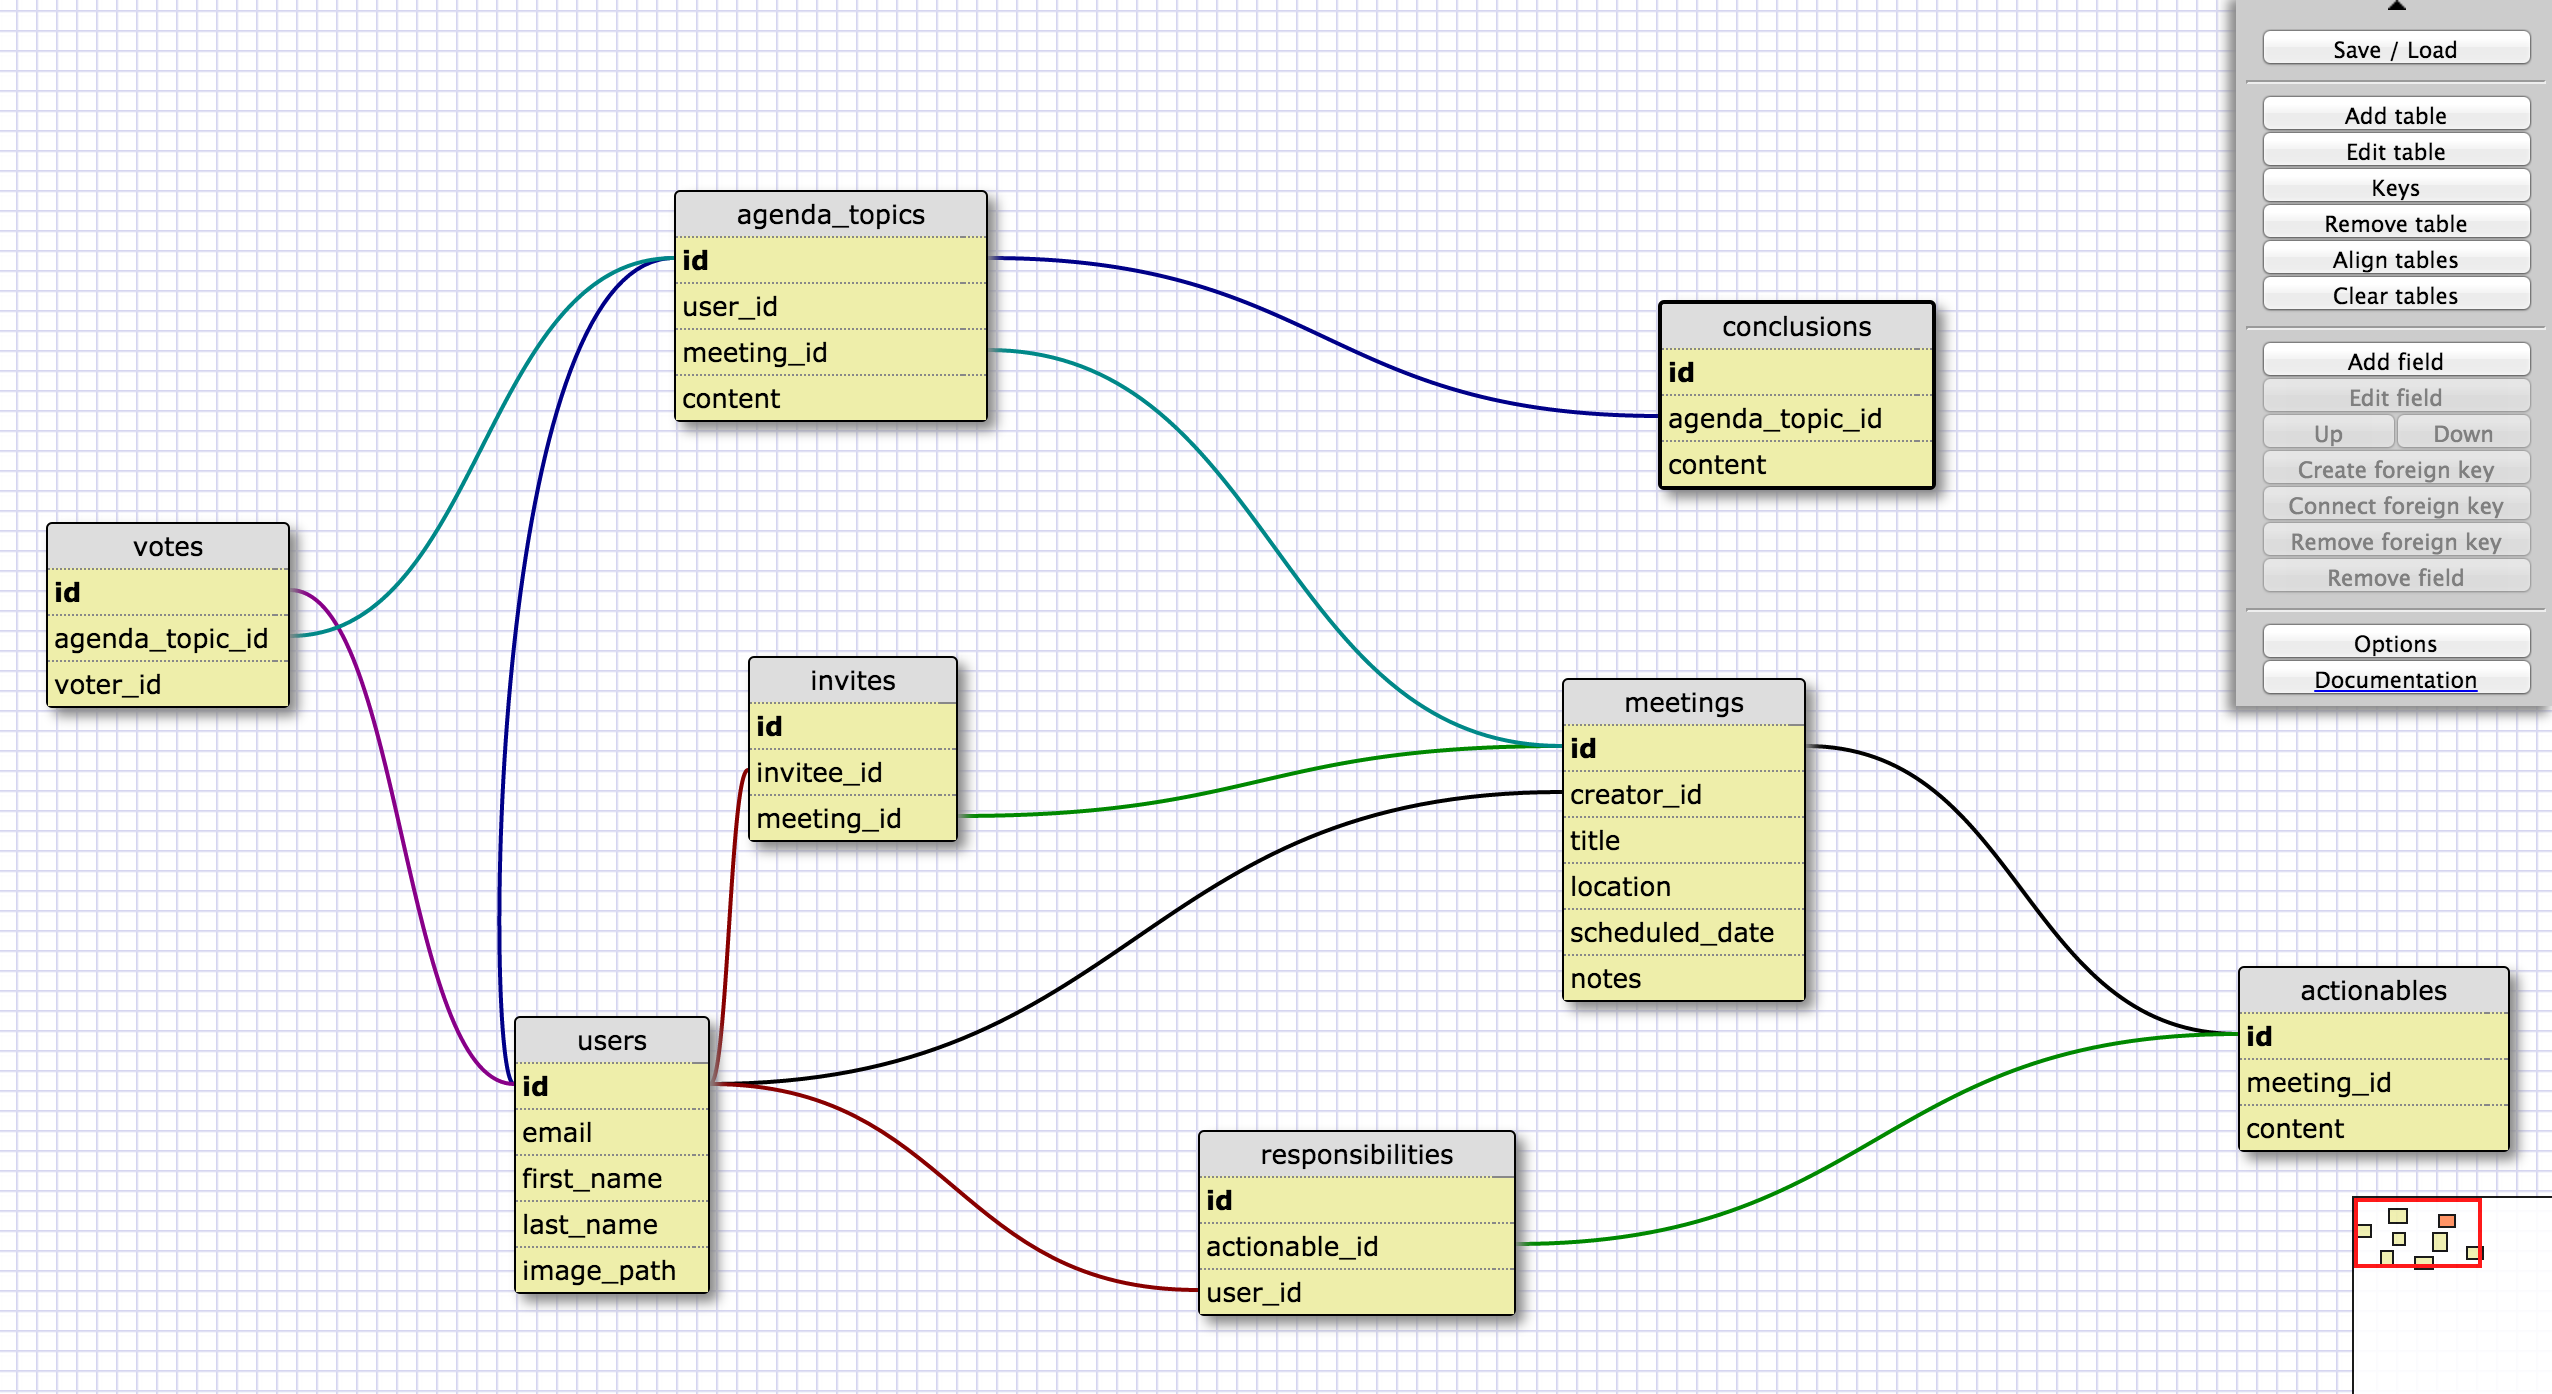 agenda_topics
id
user_id
meeting_id
content
conclusions
id
agenda_topic_id
content
votes
id
agenda_topic_id
voter_id
invites
id
invitee_id
meeting_id
meetings
id
creator_id
title
location
scheduled_date
notes
users
id
email
first_name
last_name
image_path
responsibilities
id
actionable_id
user_id
actionables
id
meeting_id
content
Save / Load
Add table
Edit table
Keys
Remove table
Align tables
Clear tables
Add field
Edit field
Up Down
Create foreign key
Connect foreign key
Remove foreign key
Remove field
Options
Documentation